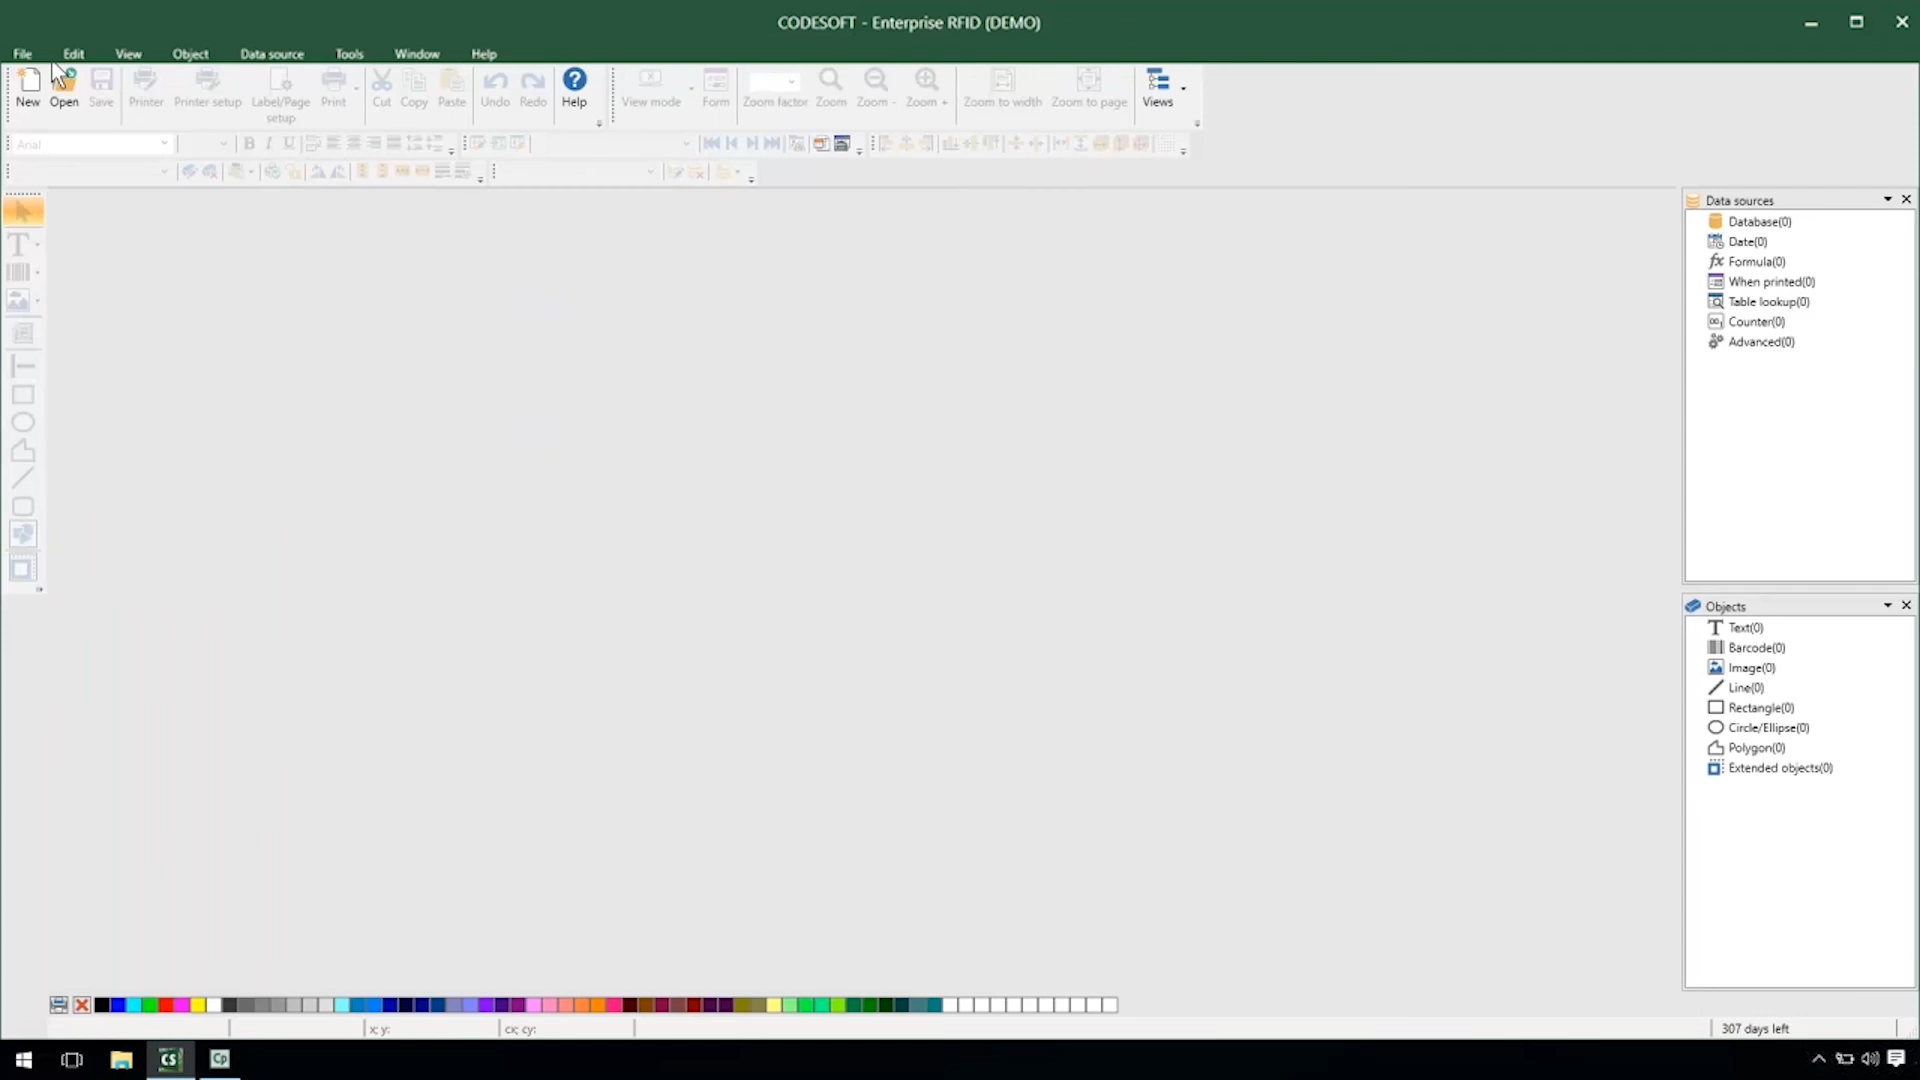 CODESOFT - Enterprise RFID (DEMO)
File Edit View Object Data source Tools Window Help
New Open Save Printer Printer setup Label/Page setup Print Cut Copy Paste Undo Redo Help View mode Form Zoom factor Zoom Zoom - Zoom + Zoom to width Zoom to page Views
Arial B I U
Data sources
Database(0)
Date(0)
Formula(0)
When printed(0)
Table lookup(0)
Counter(0)
Advanced(0)
Objects
Text(0)
Barcode(0)
Image(0)
Line(0)
Rectangle(0)
Circle/Ellipse(0)
Polygon(0)
Extended objects(0)
x; y: cx; cy: 307 days left
CS Cp